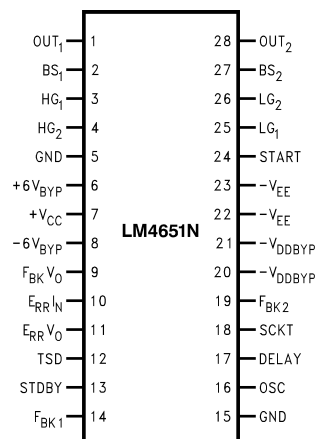 OUT1 1 28 OUT2
BS1 2 27 BS2
HG1 3 26 LG2
HG2 4 25 LG1
GND 5 24 START
+6VBYP 6 23 -VEE
+VCC 7 22 -VEE
LM4651N
-6VBYP 8 21 -VDDBYP
FBKVO 9 20 -VDDBYP
ERRIN 10 19 FBK2
ERRVO 11 18 SCKT
TSD 12 17 DELAY
STDBY 13 16 OSC
FBK1 14 15 GND